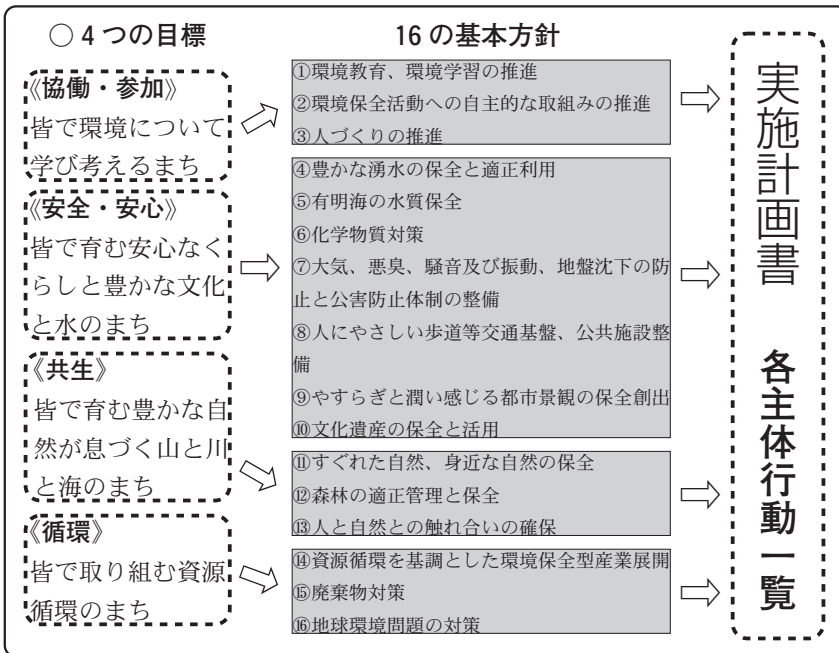 ○ 4 つの目標
《協働・参加》
皆で環境について
学び考えるまち
《安全・安心》
皆で育む安心なく
らしと豊かな文化
と水のまち
《共生》
皆で育む豊かな自
然が息づく山と川
と海のまち
《循環》
皆で取り組む資源
循環のまち
16 の基本方針
①環境教育、環境学習の推進
②環境保全活動への自主的な取組みの推進
③人づくりの推進
④豊かな湧水の保全と適正利用
⑤有明海の水質保全
⑥化学物質対策
⑦大気、悪臭、騒音及び振動、地盤沈下の防
止と公害防止体制の整備
⑧人にやさしい歩道等交通基盤、公共施設整
備
⑨やすらぎと潤い感じる都市景観の保全創出
⑩文化遺産の保全と活用
⑪すぐれた自然、身近な自然の保全
⑫森林の適正管理と保全
⑬人と自然との触れ合いの確保
⑭資源循環を基調とした環境保全型産業展開
⑮廃棄物対策
⑯地球環境問題の対策
実施計画書 各主体行動一覧